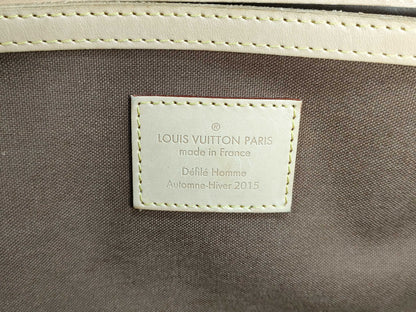 ®
LOUIS VUITTON PARIS
made in France
Défilé Homme
Automne-Hiver 2015